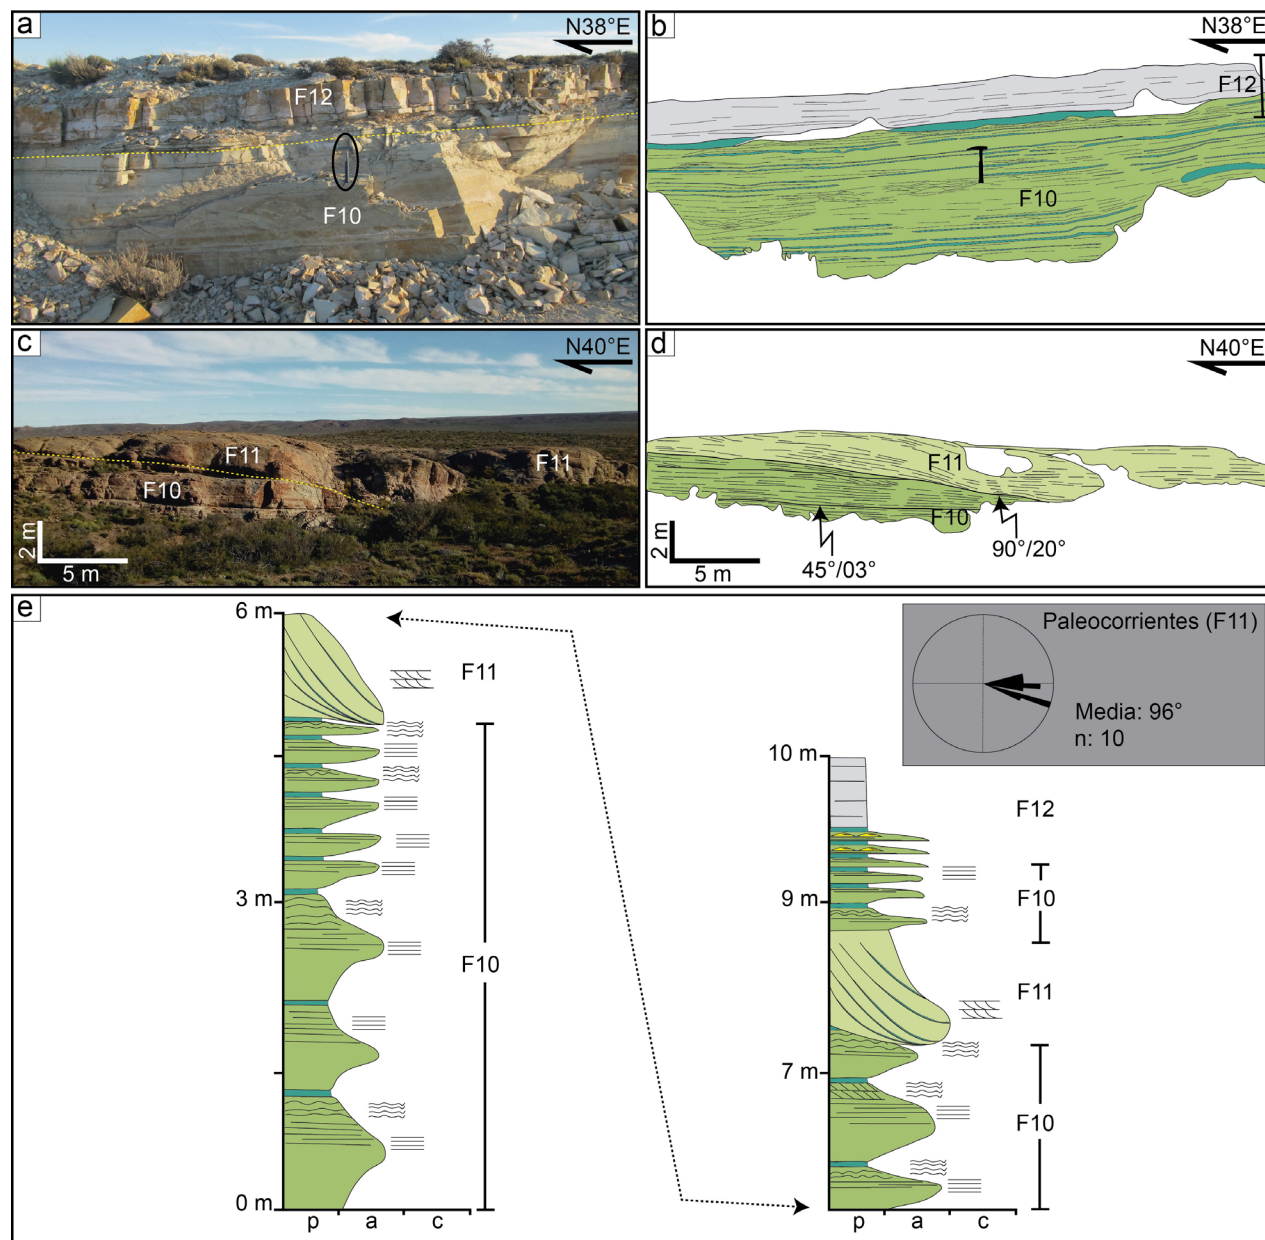 a
N38°E
F12
F10
b
N38°E
F12
F10
c
N40°E
F11
F11
F10
2 m
5 m
d
N40°E
F11
F10
2 m
5 m
45°/03°
90°/20°
e
6 m
F11
3 m
F10
0 m
p a c
Paleocorrientes (F11)
Media: 96°
n: 10
10 m
F12
9 m
F10
F11
7 m
F10
p a c